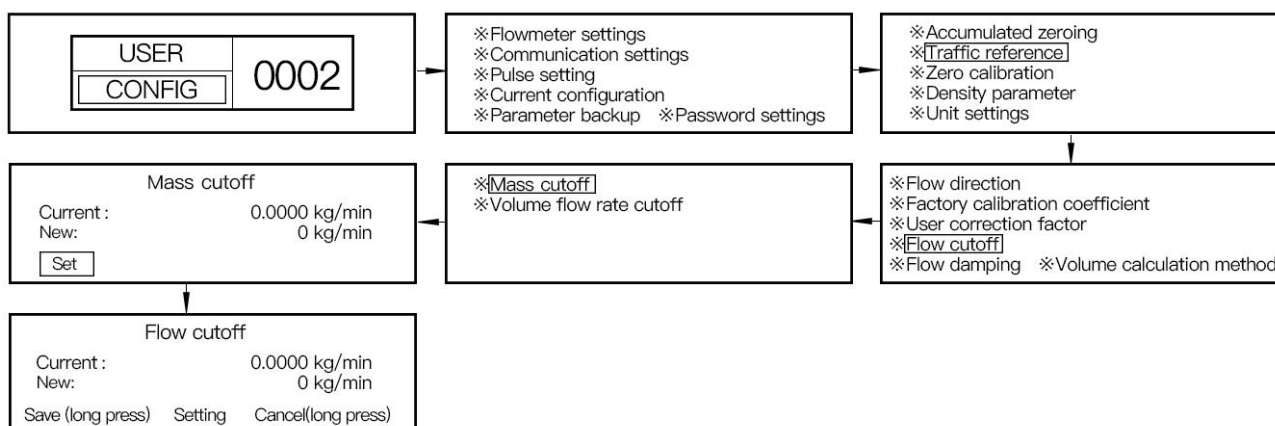 USER
CONFIG
0002
※Flowmeter settings
※Communication settings
※Pulse setting
※Current configuration
※Parameter backup ※Password settings
※Accumulated zeroing
※Traffic reference
※Zero calibration
※Density parameter
※Unit settings
※Flow direction
※Factory calibration coefficient
※User correction factor
※Flow cutoff
※Flow damping ※Volume calculation method
※Mass cutoff
※Volume flow rate cutoff
Mass cutoff
Current : 0.0000 kg/min
New: 0 kg/min
Set
Flow cutoff
Current : 0.0000 kg/min
New: 0 kg/min
Save (long press) Setting Cancel(long press)